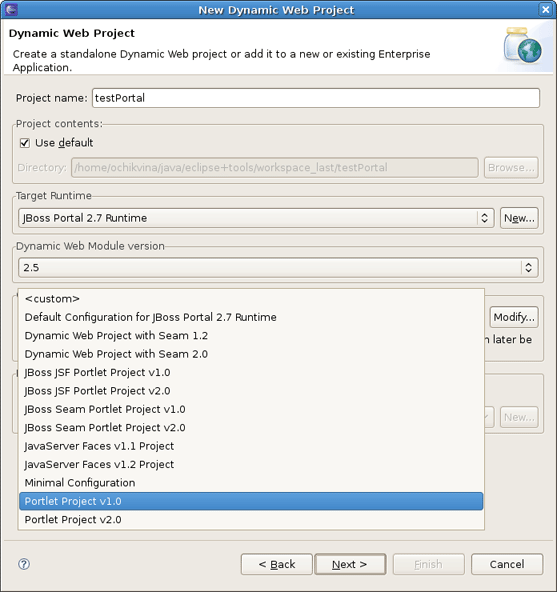 New Dynamic Web Project
Dynamic Web Project
Create a standalone Dynamic Web project or add it to a new or existing Enterprise
Application.
Project name: testPortal
Project contents:
Use default
Directory: /home/ochikvina/java/eclipse+tools/workspace_last/testPortal Browse...
Target Runtime
JBoss Portal 2.7 Runtime New...
Dynamic Web Module version
2.5
<custom>
Default Configuration for JBoss Portal 2.7 Runtime
Modify...
Dynamic Web Project with Seam 1.2
later be
Dynamic Web Project with Seam 2.0
JBoss JSF Portlet Project v1.0
JBoss JSF Portlet Project v2.0
JBoss Seam Portlet Project v1.0
JBoss Seam Portlet Project v2.0
New...
JavaServer Faces v1.1 Project
JavaServer Faces v1.2 Project
Minimal Configuration
Portlet Project v1.0
Portlet Project v2.0
? < Back Next > Finish Cancel